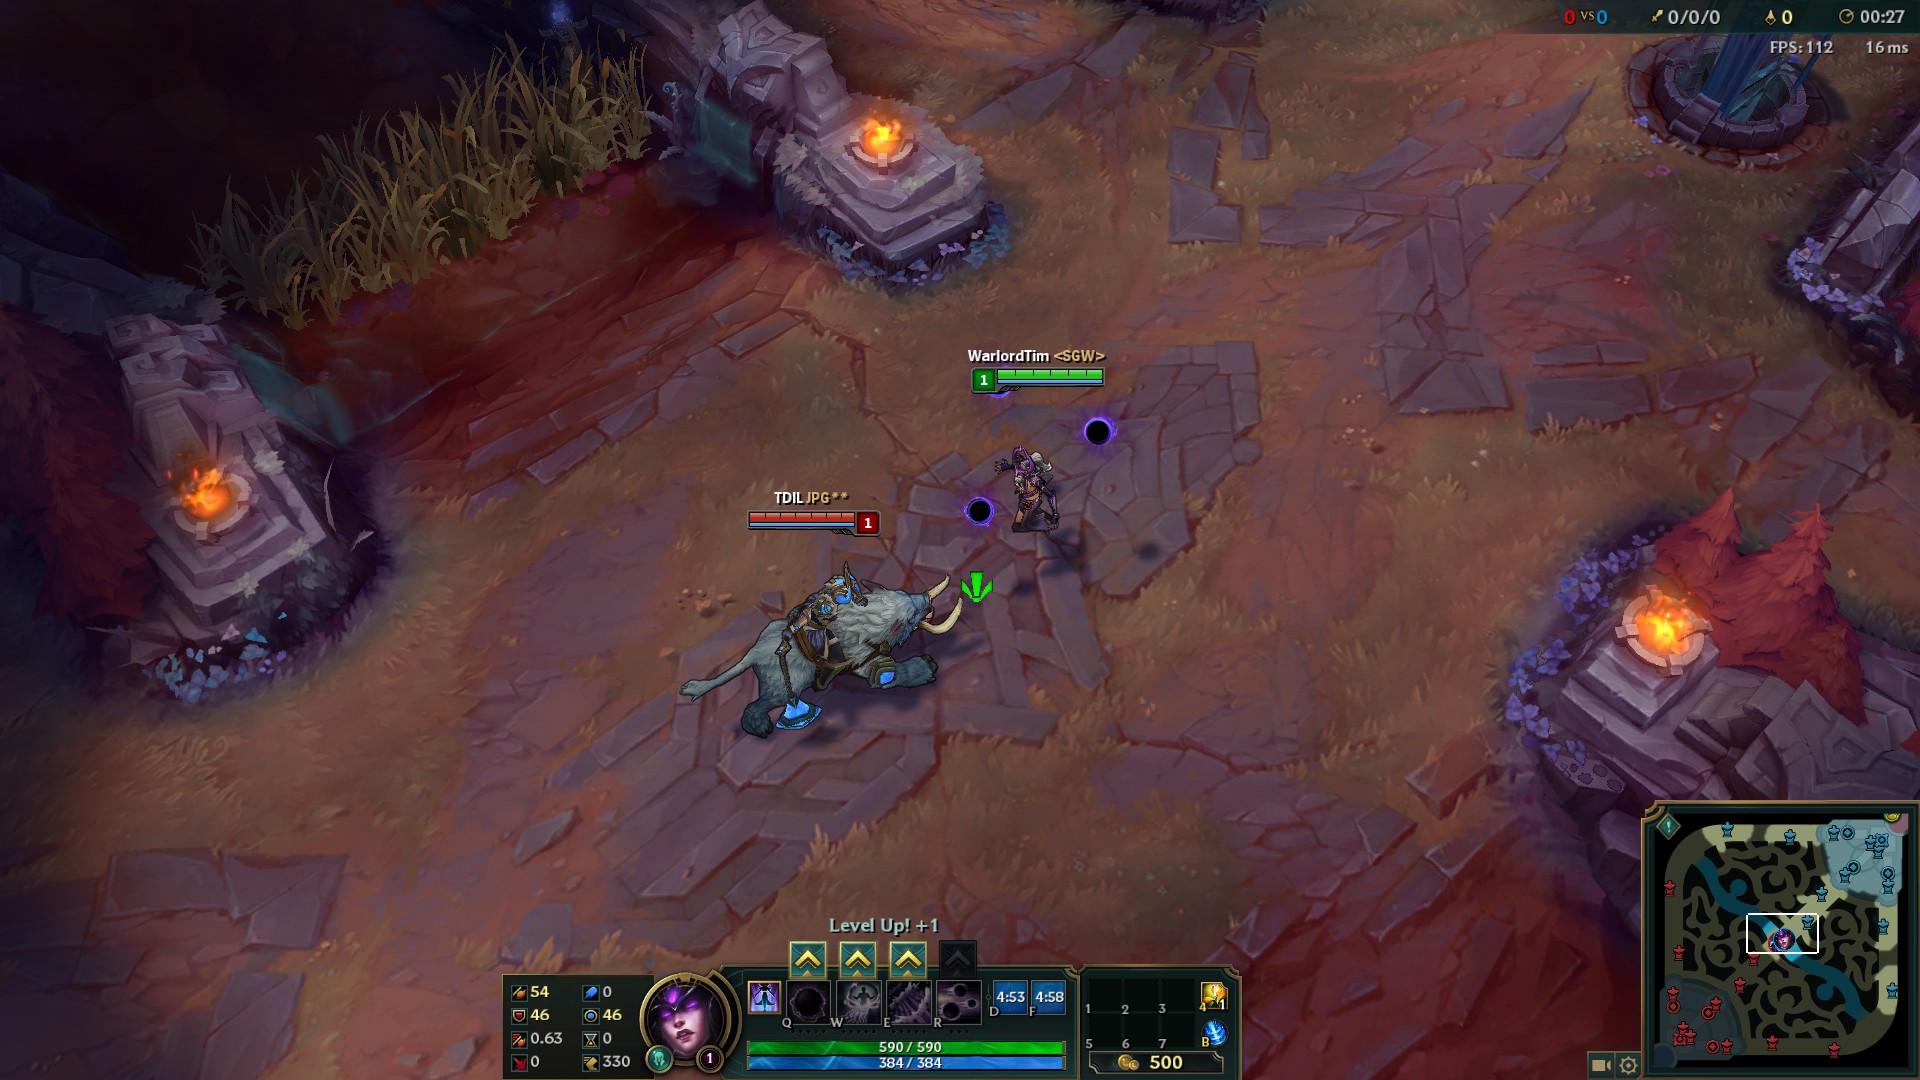 0 VS 0 0/0/0 0 00:27
FPS: 112 16 ms
WarlordTim <SGW>
1
TDIL JPG**
1
Level Up! +1
54 0
46 46
0.63 0
0 330
1
Q W E R
4:53 4:58
D F
590 / 590
384 / 384
1 2 3 4 1
5 6 7 B
500